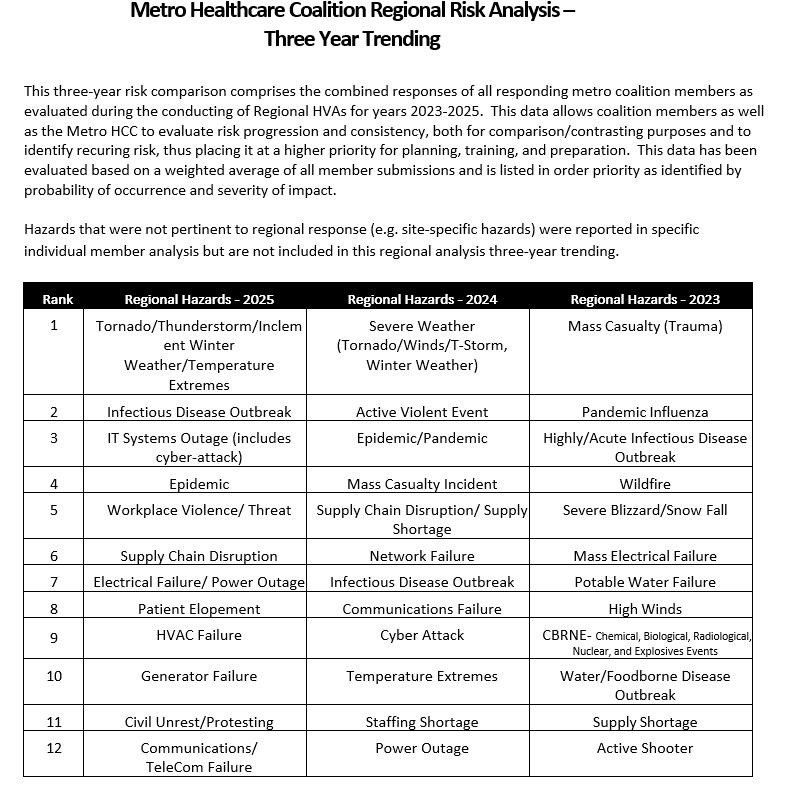 Metro Healthcare Coalition Regional Risk Analysis –
Three Year Trending
This three-year risk comparison comprises the combined responses of all responding metro coalition members as
evaluated during the conducting of Regional HVAs for years 2023-2025.  This data allows coalition members as well
as the Metro HCC to evaluate risk progression and consistency, both for comparison/contrasting purposes and to
identify recuring risk, thus placing it at a higher priority for planning, training, and preparation.  This data has been
evaluated based on a weighted average of all member submissions and is listed in order priority as identified by
probability of occurrence and severity of impact.
Hazards that were not pertinent to regional response (e.g. site-specific hazards) were reported in specific
individual member analysis but are not included in this regional analysis three-year trending.
Rank Regional Hazards - 2025 Regional Hazards - 2024 Regional Hazards - 2023
1 Tornado/Thunderstorm/Inclem Severe Weather Mass Casualty (Trauma)
ent Winter (Tornado/Winds/T-Storm,
Weather/Temperature Winter Weather)
Extremes
2 Infectious Disease Outbreak Active Violent Event Pandemic Influenza
3 IT Systems Outage (includes Epidemic/Pandemic Highly/Acute Infectious Disease
cyber-attack) Outbreak
4 Epidemic Mass Casualty Incident Wildfire
5 Workplace Violence/ Threat Supply Chain Disruption/ Supply Severe Blizzard/Snow Fall
Shortage
6 Supply Chain Disruption Network Failure Mass Electrical Failure
7 Electrical Failure/ Power Outage Infectious Disease Outbreak Potable Water Failure
8 Patient Elopement Communications Failure High Winds
9 HVAC Failure Cyber Attack CBRNE- Chemical, Biological, Radiological,
Nuclear, and Explosives Events
10 Generator Failure Temperature Extremes Water/Foodborne Disease
Outbreak
11 Civil Unrest/Protesting Staffing Shortage Supply Shortage
12 Communications/ Power Outage Active Shooter
TeleCom Failure